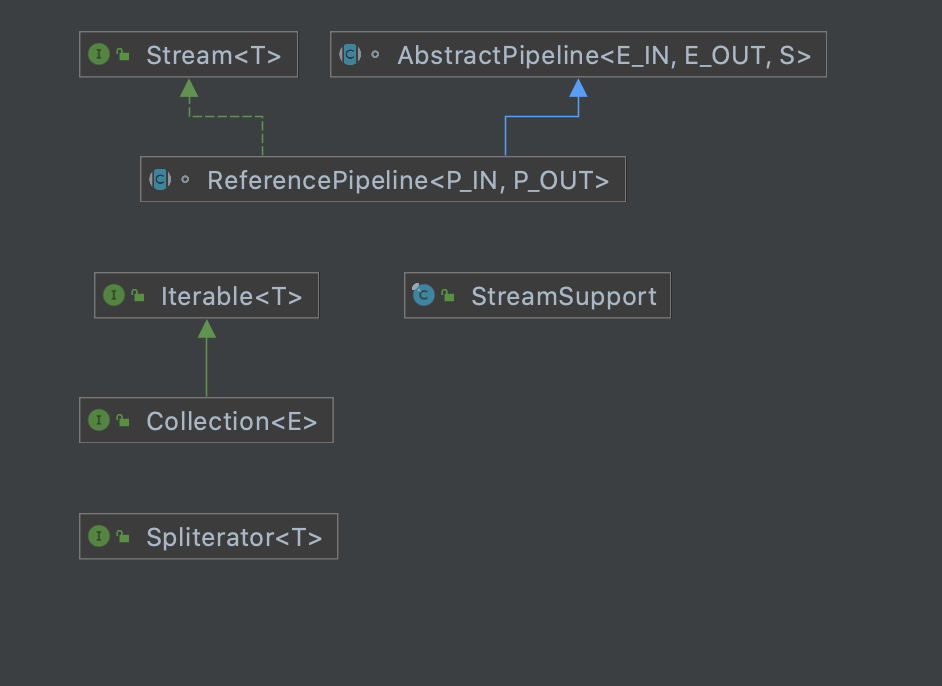 Stream<T>
AbstractPipeline<E_IN, E_OUT, S>
ReferencePipeline<P_IN, P_OUT>
Iterable<T>
StreamSupport
Collection<E>
Spliterator<T>